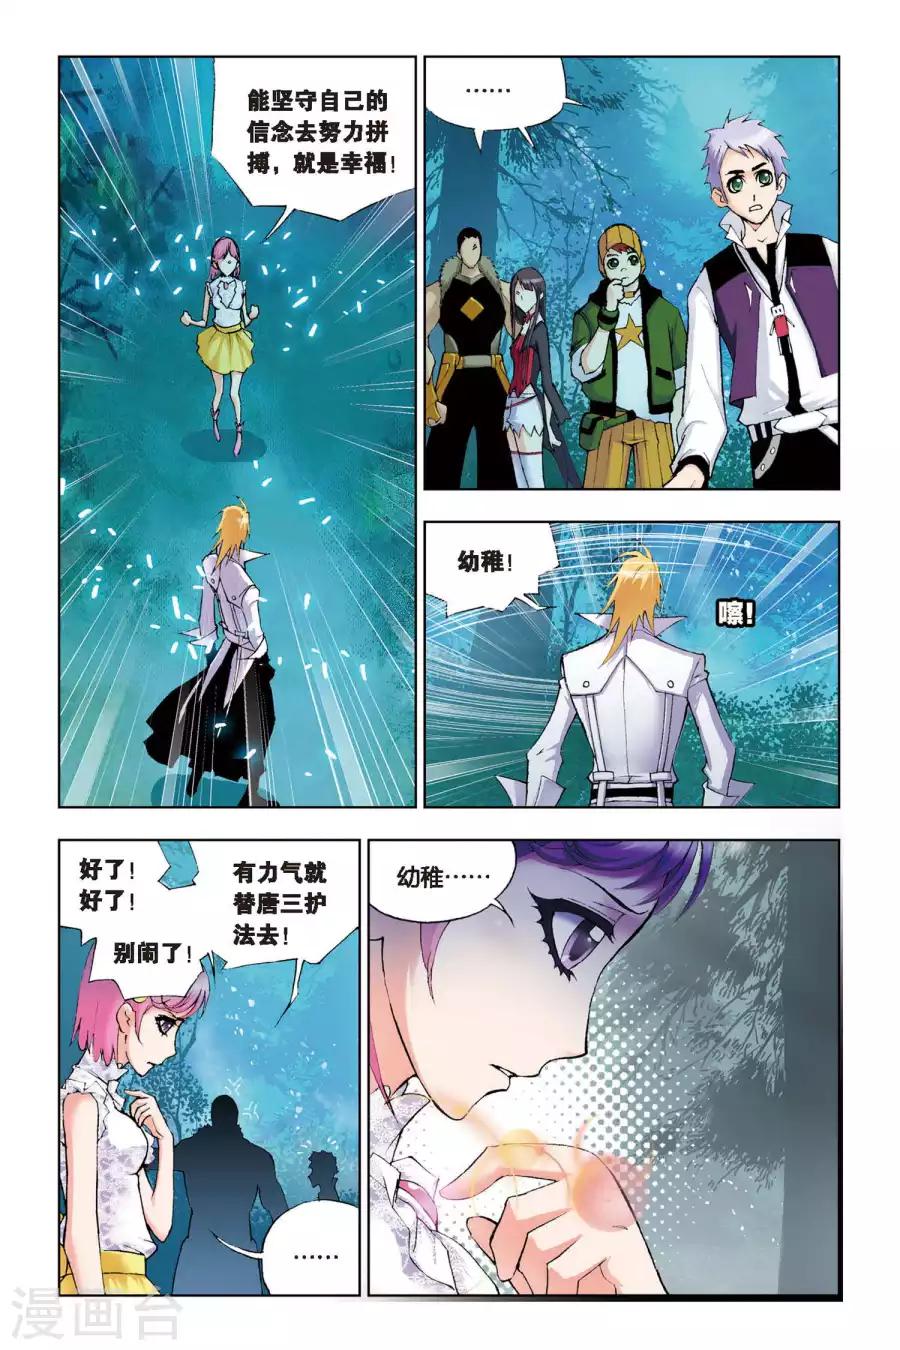 能坚守自己的
信念去努力拼
搏，就是幸福！
……
幼稚！
嚓！
好了！
好了！
别闹了！
有力气就
替唐三护
法去！
……
幼稚……
漫画台